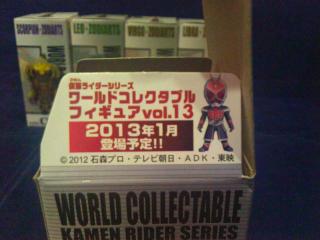 SCORPION-ZODIARTS
LEO-ZODIARTS
VIRGO-ZODIARTS
LIBRA-
仮面ライダーシリーズ
ワールドコレクタブル
フィギュアvol.13
2013年1月
登場予定!!
©2012 石森プロ・テレビ朝日・ADK・東映
WORLD COLLECTABLE
KAMEN RIDER SERIES